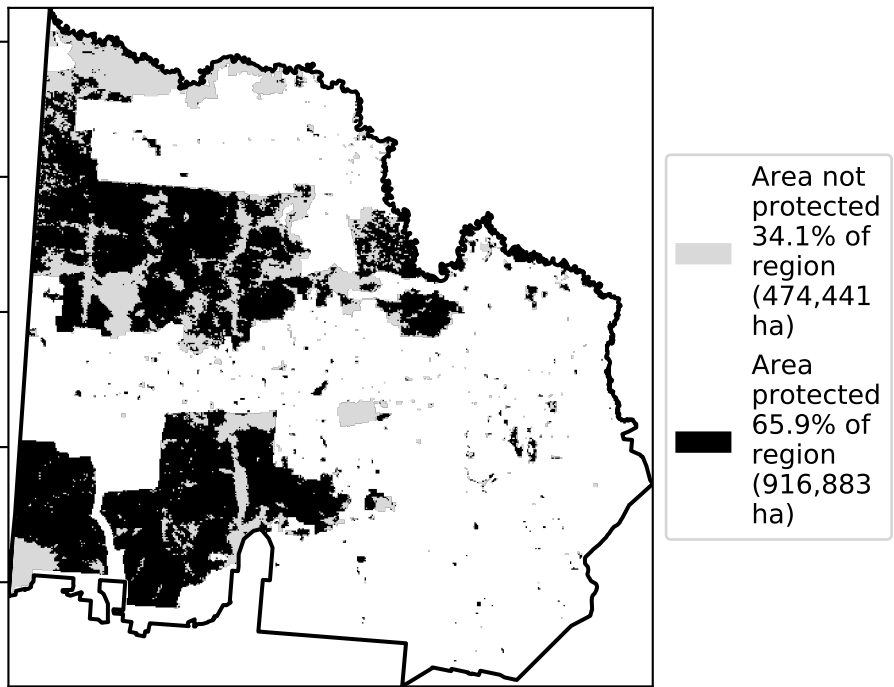 Area not
protected
34.1% of
region
(474,441
ha)
Area
protected
65.9% of
region
(916,883
ha)